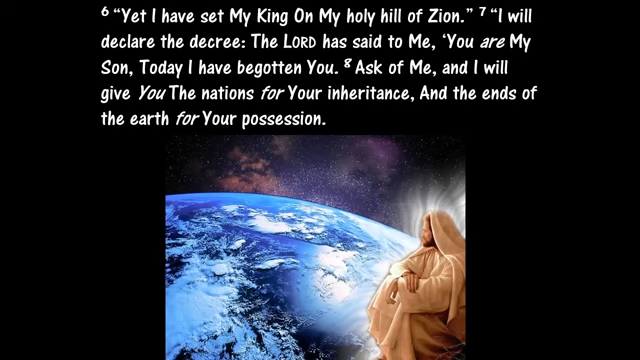 6 “Yet I have set My King On My holy hill of Zion.” 7 “I will
declare the decree: The LORD has said to Me, ‘You are My
Son, Today I have begotten You. 8 Ask of Me, and I will
give You The nations for Your inheritance, And the ends of
the earth for Your possession.